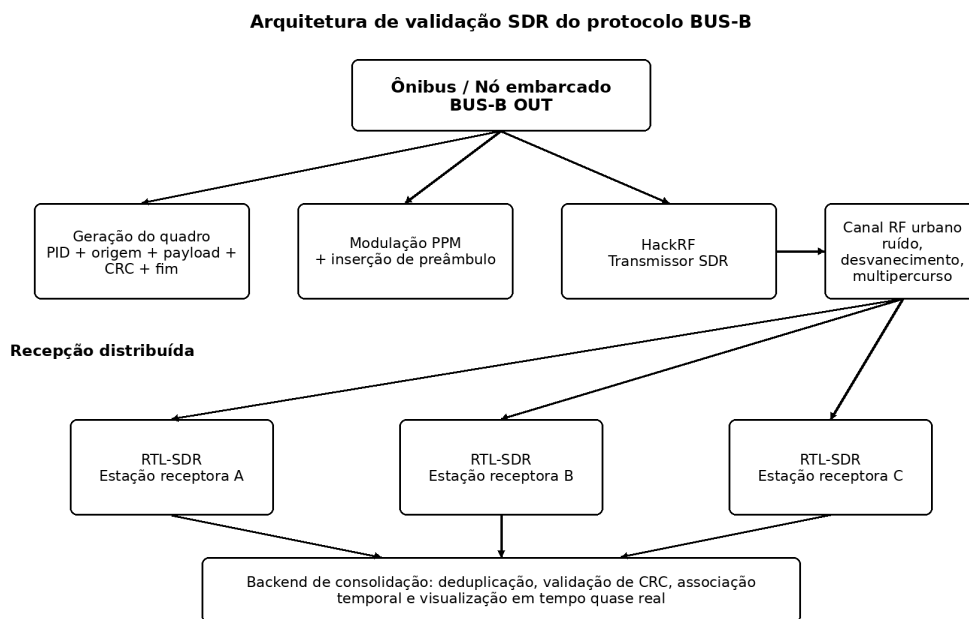 Arquitetura de validação SDR do protocolo BUS-B
Ônibus / Nó embarcado
BUS-B OUT
Geração do quadro
PID + origem + payload +
CRC + fim
Modulação PPM
+ inserção de preâmbulo
HackRF
Transmissor SDR
Canal RF urbano
ruído,
desvanecimento,
multipercurso
Recepção distribuída
RTL-SDR
Estação receptora A
RTL-SDR
Estação receptora B
RTL-SDR
Estação receptora C
Backend de consolidação: deduplicação, validação de CRC, associação
temporal e visualização em tempo quase real